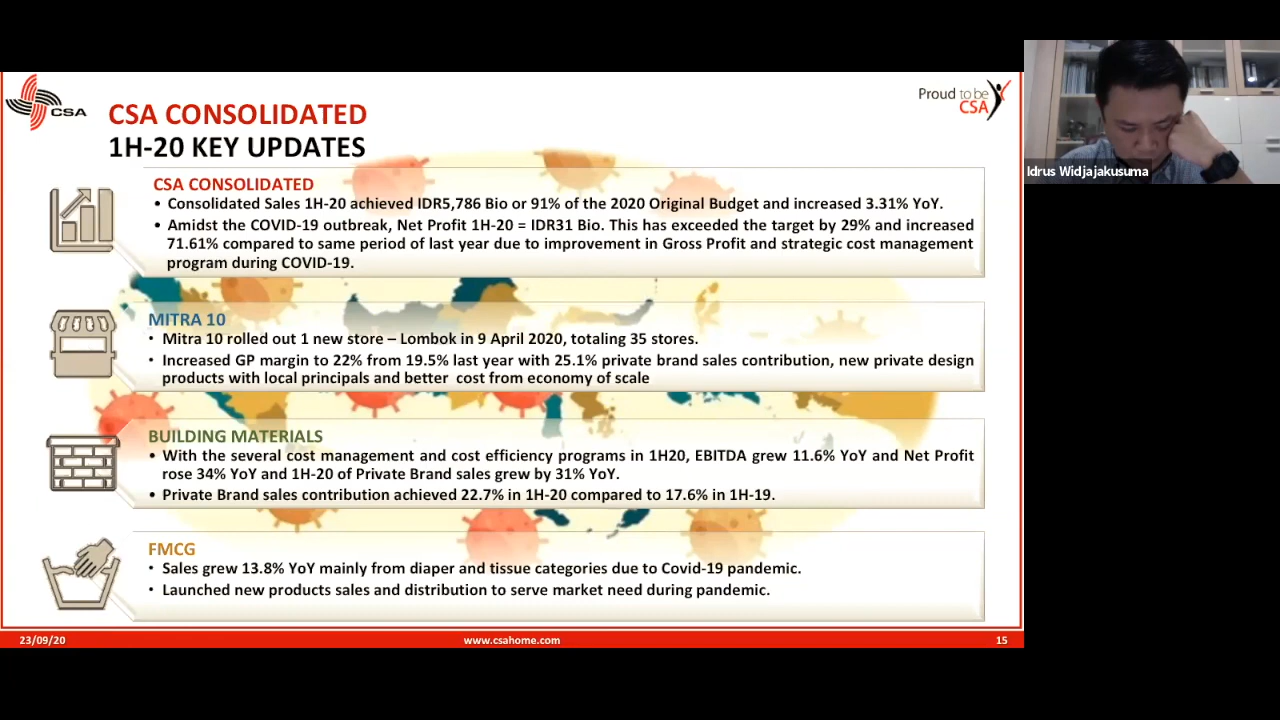 CSA
Proud to be
CSA
CSA CONSOLIDATED
1H-20 KEY UPDATES
Idrus Widjajakusuma
CSA CONSOLIDATED
• Consolidated Sales 1H-20 achieved IDR5,786 Bio or 91% of the 2020 Original Budget and increased 3.31% YoY.
• Amidst the COVID-19 outbreak, Net Profit 1H-20 = IDR31 Bio. This has exceeded the target by 29% and increased
71.61% compared to same period of last year due to improvement in Gross Profit and strategic cost management
program during COVID-19.
MITRA 10
• Mitra 10 rolled out 1 new store – Lombok in 9 April 2020, totaling 35 stores.
• Increased GP margin to 22% from 19.5% last year with 25.1% private brand sales contribution, new private design
products with local principals and better cost from economy of scale
BUILDING MATERIALS
• With the several cost management and cost efficiency programs in 1H20, EBITDA grew 11.6% YoY and Net Profit
rose 34% YoY and 1H-20 of Private Brand sales grew by 31% YoY.
• Private Brand sales contribution achieved 22.7% in 1H-20 compared to 17.6% in 1H-19.
FMCG
• Sales grew 13.8% YoY mainly from diaper and tissue categories due to Covid-19 pandemic.
• Launched new products sales and distribution to serve market need during pandemic.
23/09/20
www.csahome.com
15